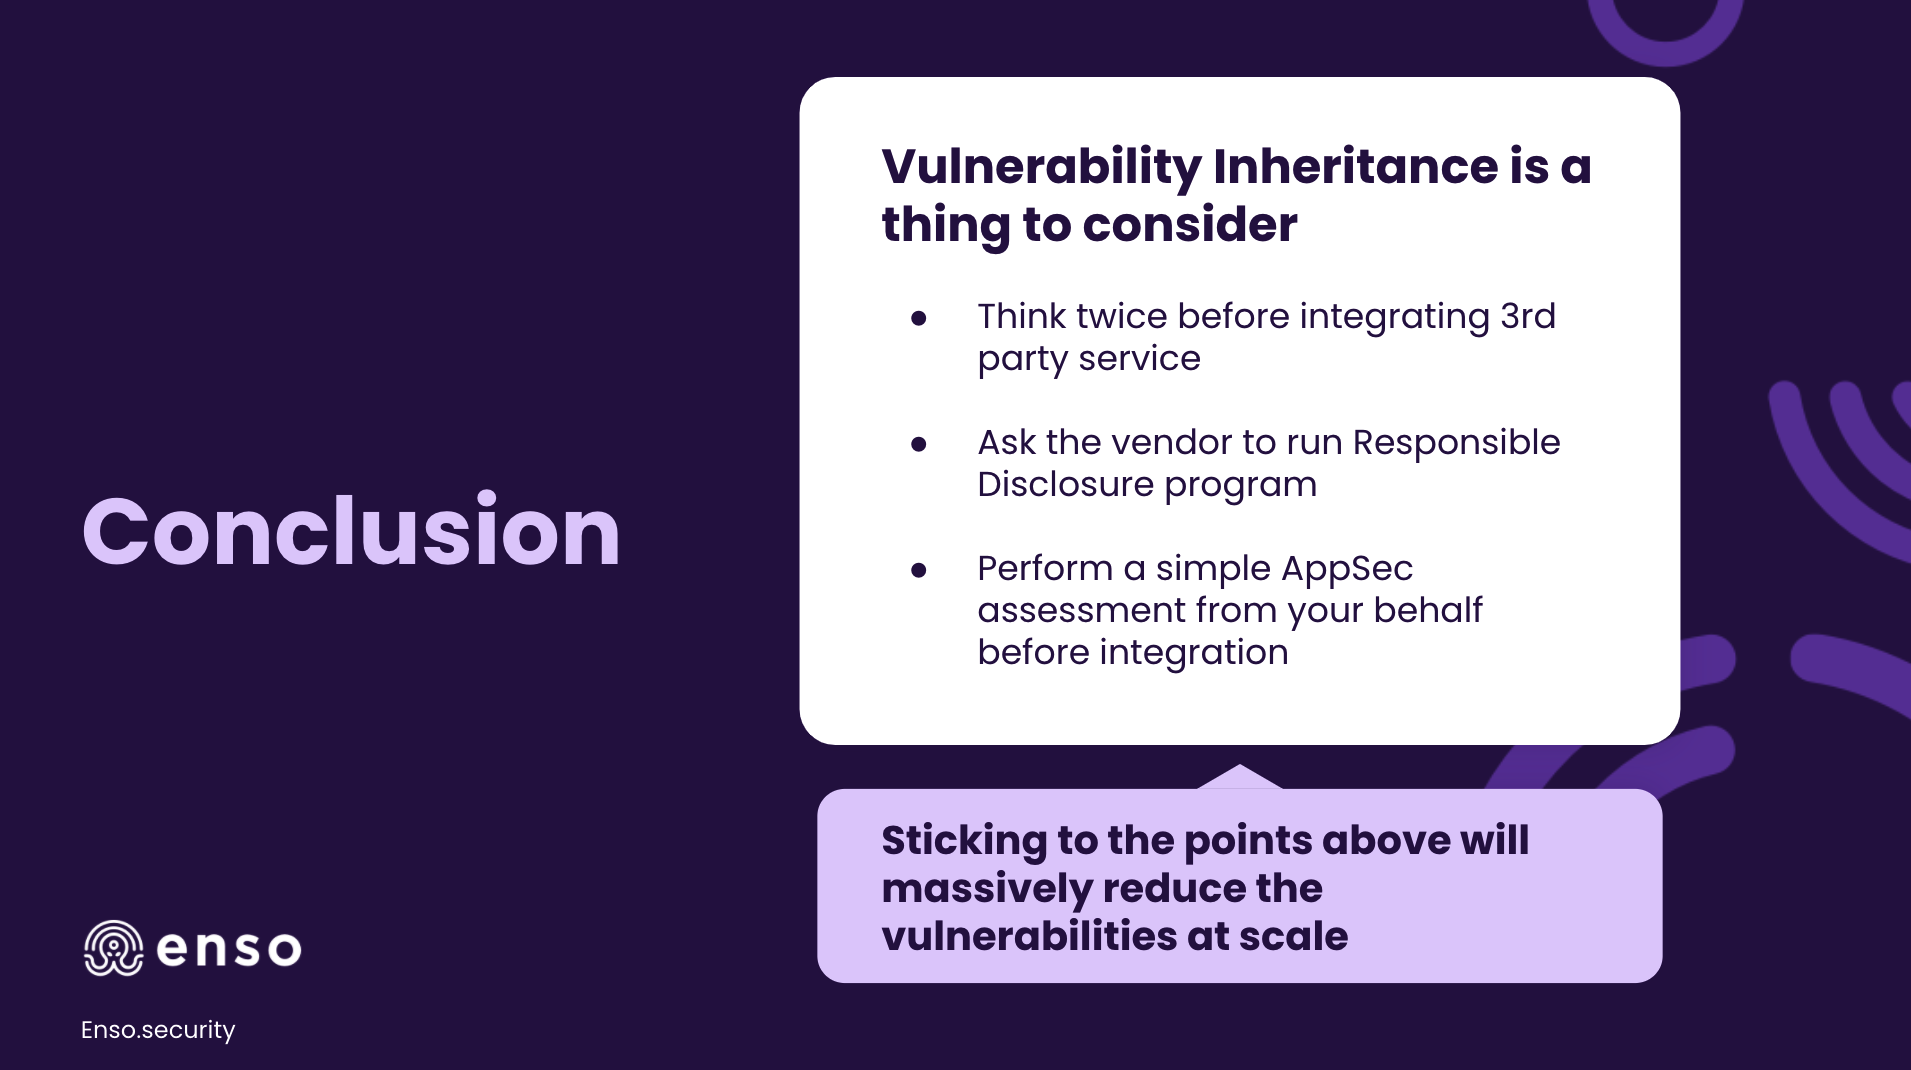 Conclusion
Vulnerability Inheritance is a
thing to consider
● Think twice before integrating 3rd
party service
● Ask the vendor to run Responsible
Disclosure program
● Perform a simple AppSec
assessment from your behalf
before integration
Sticking to the points above will
massively reduce the
vulnerabilities at scale
enso
Enso.security